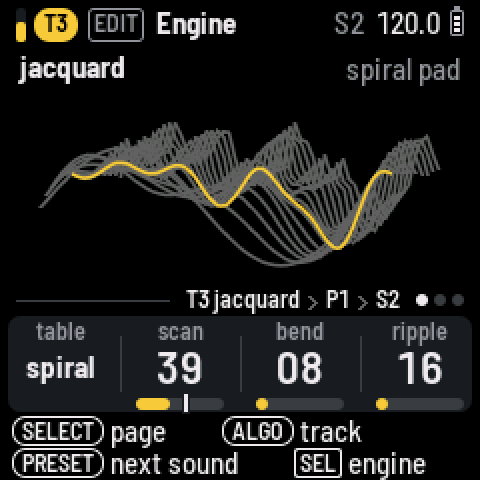 T3 EDIT Engine S2 120.0
jacquard spiral pad
T3 jacquard > P1 > S2
table scan bend ripple
spiral 39 08 16
SELECT page ALGO track
PRESET next sound SEL engine